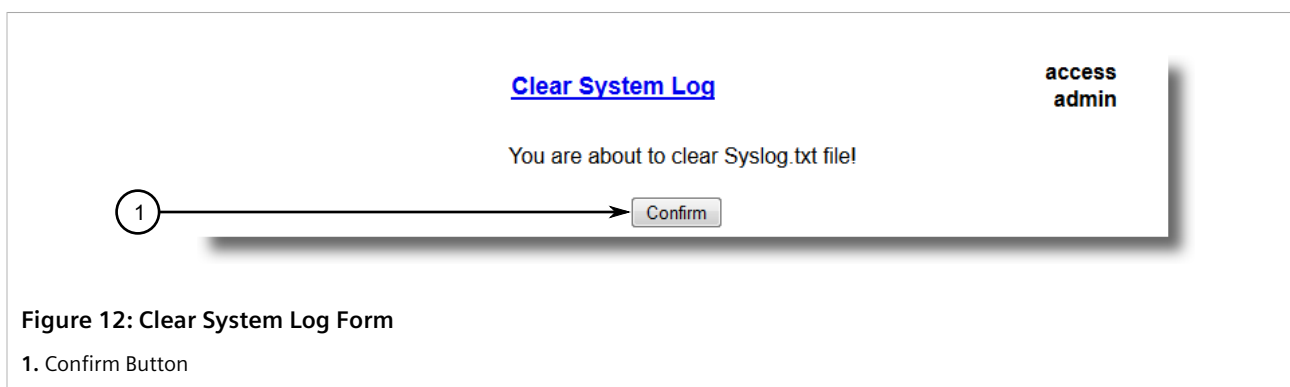 Clear System Log
access
admin
You are about to clear Syslog.txt file!
1
Confirm
Figure 12: Clear System Log Form
1. Confirm Button